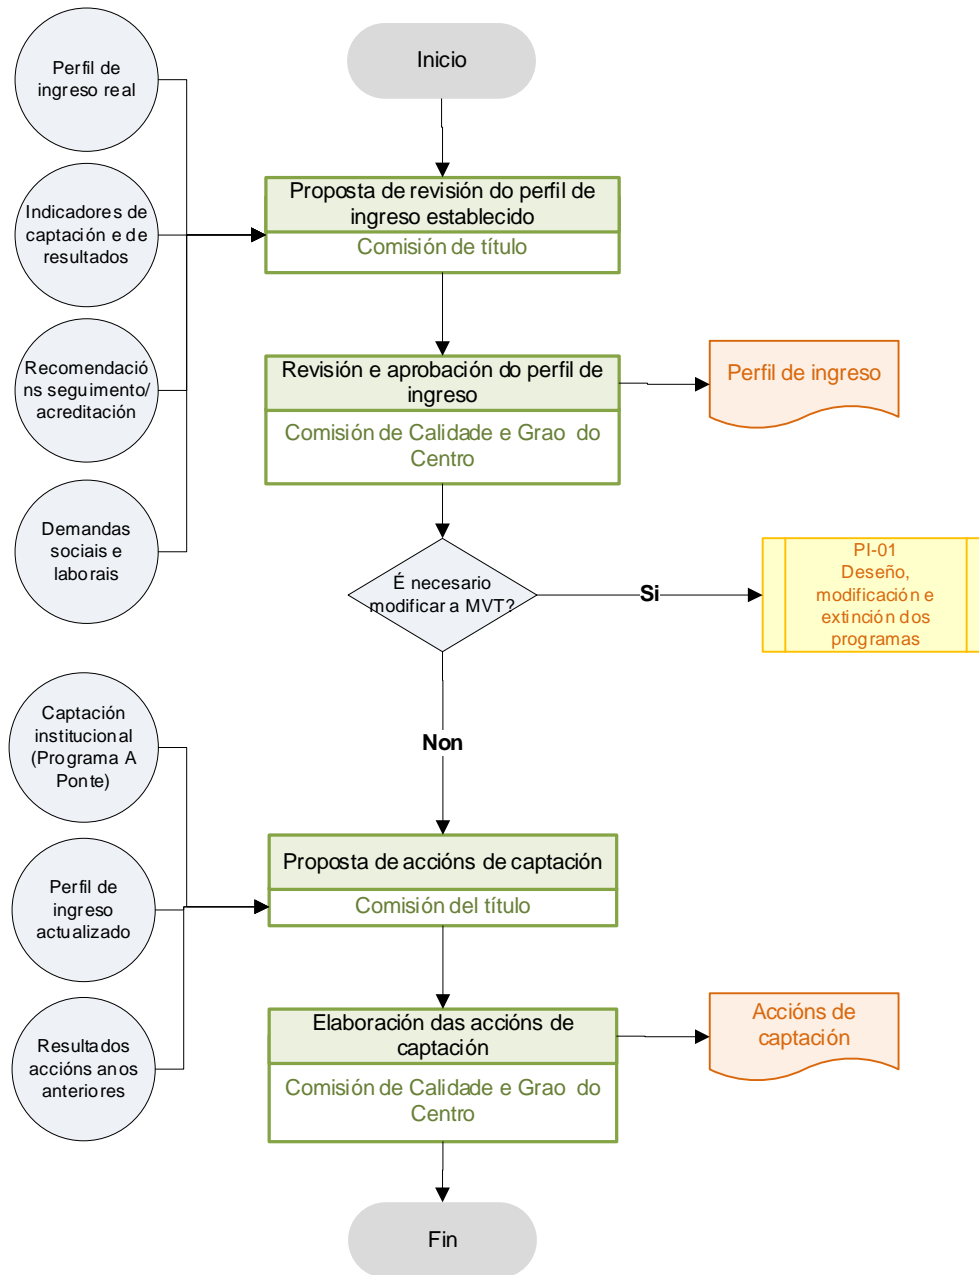 Inicio
Perfil de
ingreso real
Proposta de revisión do perfil de
ingreso establecido
Comisión de título
Indicadores de
captación e de
resultados
Recomendació
ns seguimento/
acreditación
Revisión e aprobación do perfil de
ingreso
Comisión de Calidade e Grao do
Centro
Perfil de ingreso
Demandas
sociais e
laborais
É necesario
modificar a MVT?
Si
PI-01
Deseño,
modificación e
extinción dos
programas
Non
Captación
institucional
(Programa A
Ponte)
Proposta de accións de captación
Comisión del título
Perfil de
ingreso
actualizado
Resultados
accións anos
anteriores
Elaboración das accións de
captación
Comisión de Calidade e Grao do
Centro
Accións de
captación
Fin